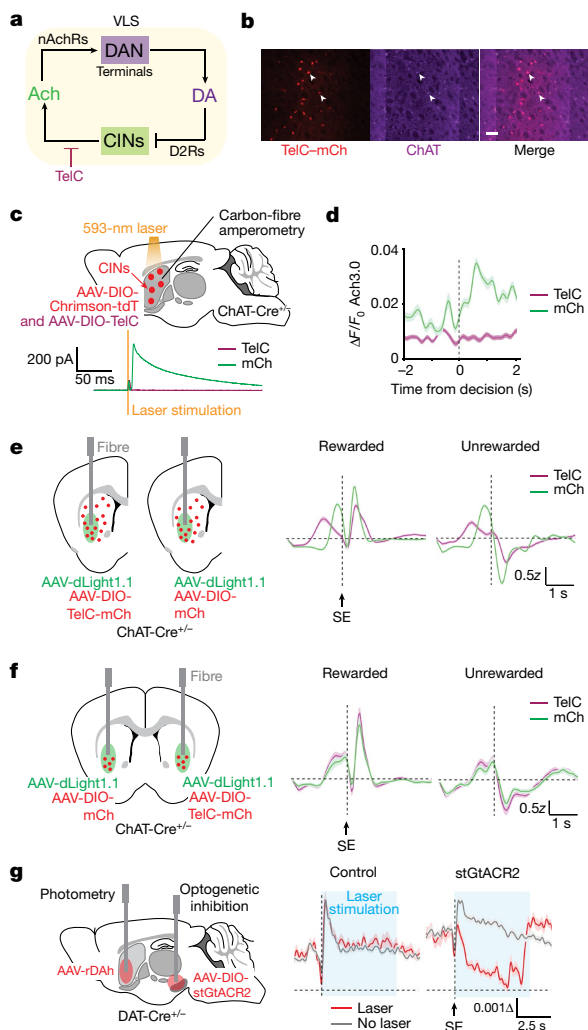 a
VLS
nAchRs
DAN
Terminals
Ach
DA
CINs
D2Rs
TelC
b
TelC–mCh
ChAT
Merge
c
593-nm laser
Carbon-fibre
amperometry
CINs
AAV-DIO-
Chrimson-tdT
and AAV-DIO-TelC
ChAT-Cre+/–
200 pA
50 ms
TelC
mCh
Laser stimulation
d
ΔF/F0 Ach3.0
0.04
0.02
0
TelC
mCh
–2
0
2
Time from decision (s)
e
Fibre
AAV-dLight1.1
AAV-DIO-
TelC-mCh
AAV-dLight1.1
AAV-DIO-
mCh
ChAT-Cre+/–
Rewarded
Unrewarded
TelC
mCh
SE
0.5z
1 s
f
Fibre
AAV-dLight1.1
AAV-DIO-
mCh
AAV-dLight1.1
AAV-DIO-
TelC-mCh
ChAT-Cre+/–
Rewarded
Unrewarded
TelC
mCh
SE
0.5z
1 s
g
Photometry
Optogenetic
inhibition
AAV-rDAh
AAV-DIO-
stGtACR2
DAT-Cre+/–
Control
stGtACR2
Laser
stimulation
Laser
No laser
SE
0.001Δ
2.5 s